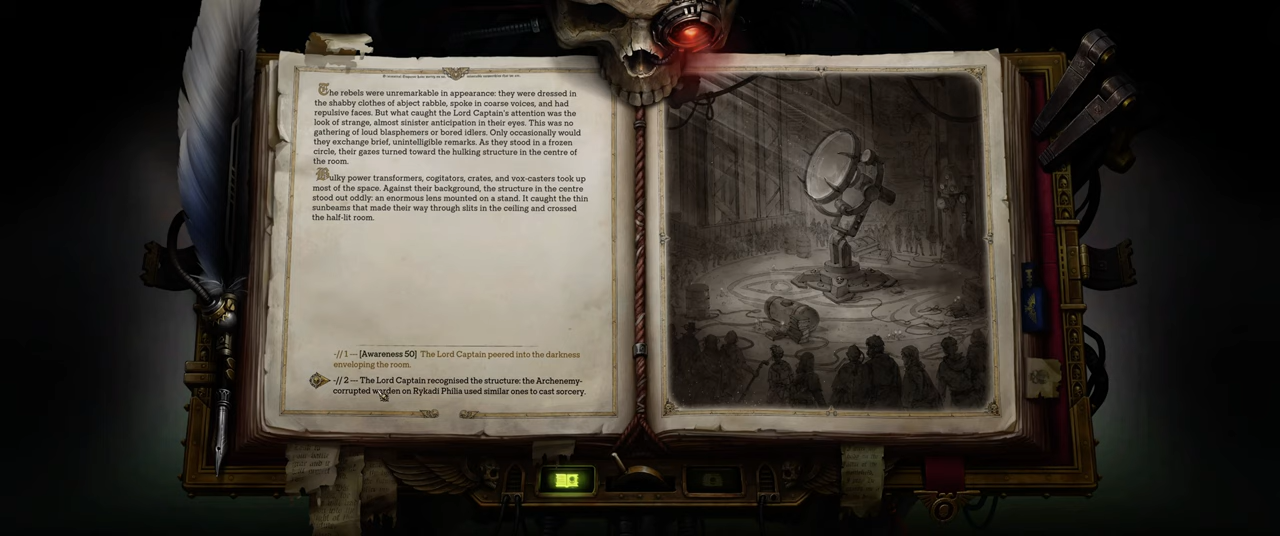 The rebels were unremarkable in appearance: they were dressed in
the shabby clothes of abject rabble, spoke in coarse voices, and had
repulsive faces. But what caught the Lord Captain's attention was the
look of strange, almost sinister anticipation in their eyes. This was no
gathering of loud blasphemers or bored idlers. Only occasionally would
they exchange brief, unintelligible remarks. As they stood in a frozen
circle, their gazes turned toward the hulking structure in the centre of
the room.
Bulky power transformers, cogitators, crates, and vox-casters took up
most of the space. Against their background, the structure in the centre
stood out oddly: an enormous lens mounted on a stand. It caught the thin
sunbeams that made their way through slits in the ceiling and crossed
the half-lit room.
-// 1 — [Awareness 50] The Lord Captain peered into the darkness
enveloping the room.
-// 2 — The Lord Captain recognised the structure: the Archenemy-
corrupted warden on Rykadi Philia used similar ones to cast sorcery.